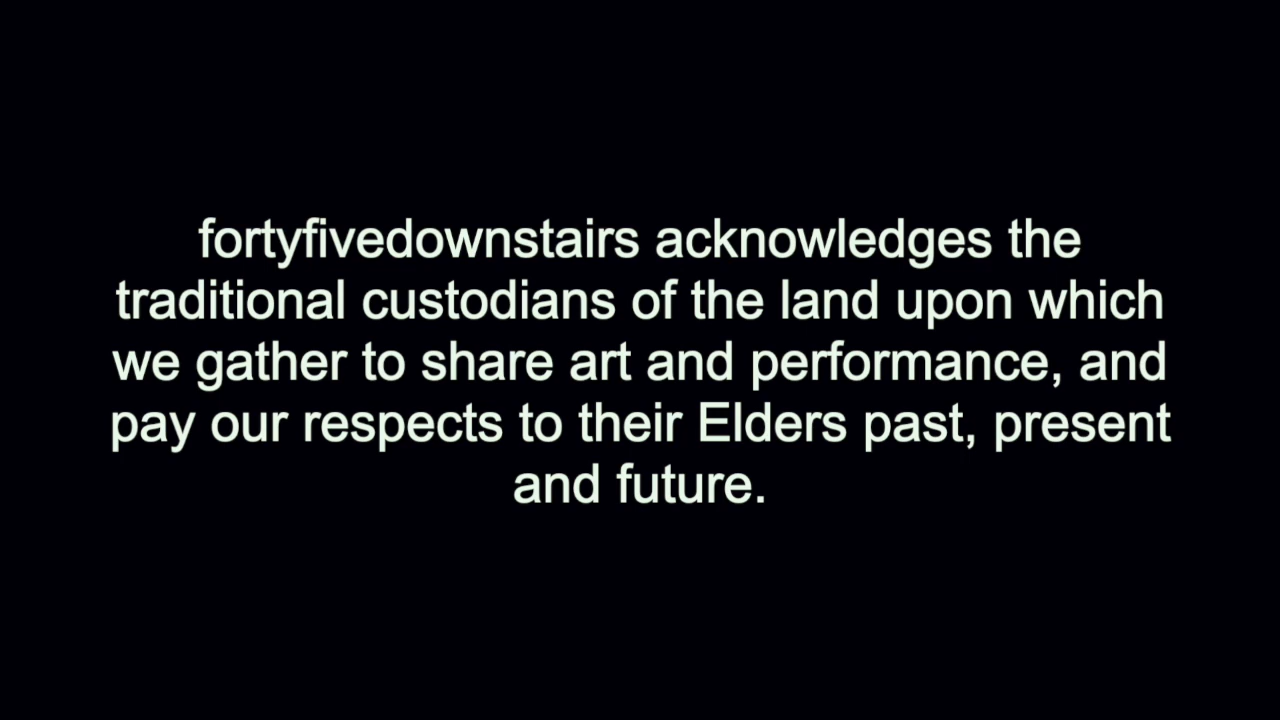 fortyfivedownstairs acknowledges the
traditional custodians of the land upon which
we gather to share art and performance, and
pay our respects to their Elders past, present
and future.